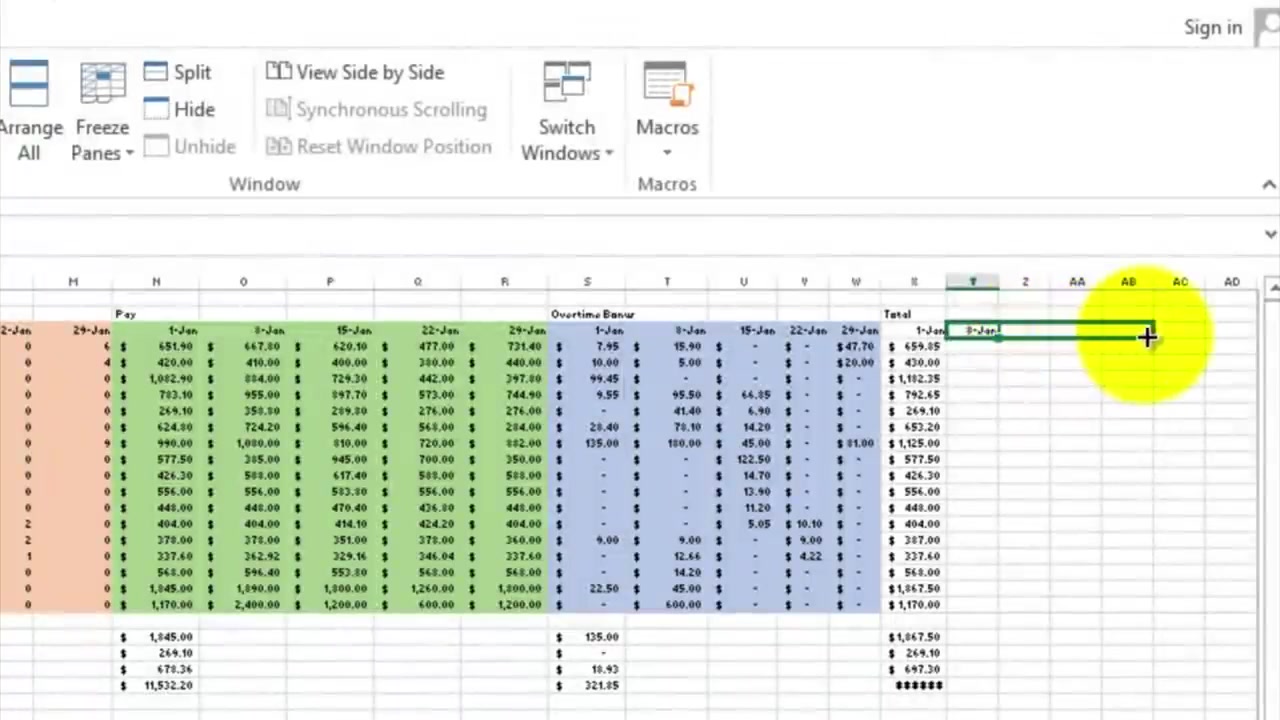 Sign in
Arrange All
Freeze Panes
Split
Hide
Unhide
View Side by Side
Synchronous Scrolling
Reset Window Position
Switch Windows
Macros
Window
Macros
M N O P Q R S T U V W X Y Z AA AB AC AD
Pay Overtime Bonus Total
2-Jan 29-Jan 1-Jan 8-Jan 15-Jan 22-Jan 29-Jan 1-Jan 8-Jan 15-Jan 22-Jan 29-Jan 1-Jan 8-Jan
0 6 $ 651.90 $ 667.80 $ 620.10 $ 477.00 $ 731.40 $ 7.95 $ 15.90 $ - $ - $47.70 $ 659.85
0 4 $ 420.00 $ 410.00 $ 400.00 $ 380.00 $ 440.00 $ 10.00 $ 5.00 $ - $ - $20.00 $ 430.00
0 0 $ 1,082.90 $ 884.00 $ 729.30 $ 442.00 $ 397.80 $ 99.45 $ - $ - $ - $ - $ 1,182.35
0 0 $ 783.10 $ 955.00 $ 897.70 $ 573.00 $ 744.90 $ 9.55 $ 95.50 $ 66.85 $ - $ - $ 792.65
0 0 $ 269.10 $ 358.80 $ 289.80 $ 276.00 $ 276.00 $ - $ 41.40 $ 6.90 $ - $ - $ 269.10
0 0 $ 624.80 $ 724.20 $ 596.40 $ 568.00 $ 284.00 $ 28.40 $ 78.10 $ 14.20 $ - $ - $ 653.20
0 9 $ 990.00 $ 1,080.00 $ 810.00 $ 720.00 $ 882.00 $ 135.00 $ 180.00 $ 45.00 $ - $ 81.00 $ 1,125.00
0 0 $ 577.50 $ 385.00 $ 945.00 $ 700.00 $ 350.00 $ - $ - $ 122.50 $ - $ - $ 577.50
0 0 $ 426.30 $ 588.00 $ 617.40 $ 588.00 $ 588.00 $ - $ - $ 14.70 $ - $ - $ 426.30
0 0 $ 556.00 $ 556.00 $ 583.80 $ 556.00 $ 556.00 $ - $ - $ 13.90 $ - $ - $ 556.00
0 0 $ 448.00 $ 448.00 $ 470.40 $ 436.80 $ 448.00 $ - $ - $ 11.20 $ - $ - $ 448.00
2 0 $ 404.00 $ 404.00 $ 414.10 $ 424.20 $ 404.00 $ - $ - $ 5.05 $ 10.10 $ - $ 404.00
2 0 $ 378.00 $ 378.00 $ 351.00 $ 378.00 $ 360.00 $ 9.00 $ 9.00 $ - $ 9.00 $ - $ 387.00
1 0 $ 337.60 $ 362.92 $ 329.16 $ 346.04 $ 337.60 $ - $ 12.66 $ - $ 4.22 $ - $ 337.60
0 0 $ 568.00 $ 596.40 $ 553.80 $ 568.00 $ 568.00 $ - $ 14.20 $ - $ - $ - $ 568.00
0 0 $ 1,845.00 $ 1,890.00 $ 1,800.00 $ 1,260.00 $ 1,800.00 $ 22.50 $ 45.00 $ - $ - $ - $ 1,867.50
0 0 $ 1,170.00 $ 2,400.00 $ 1,200.00 $ 600.00 $ 1,200.00 $ - $ 600.00 $ - $ - $ - $ 1,170.00
$ 1,845.00 $ 135.00 $1,867.50
$ 269.10 $ - $ 269.10
$ 678.36 $ 18.93 $ 697.30
$ 11,532.20 $ 321.85 ######